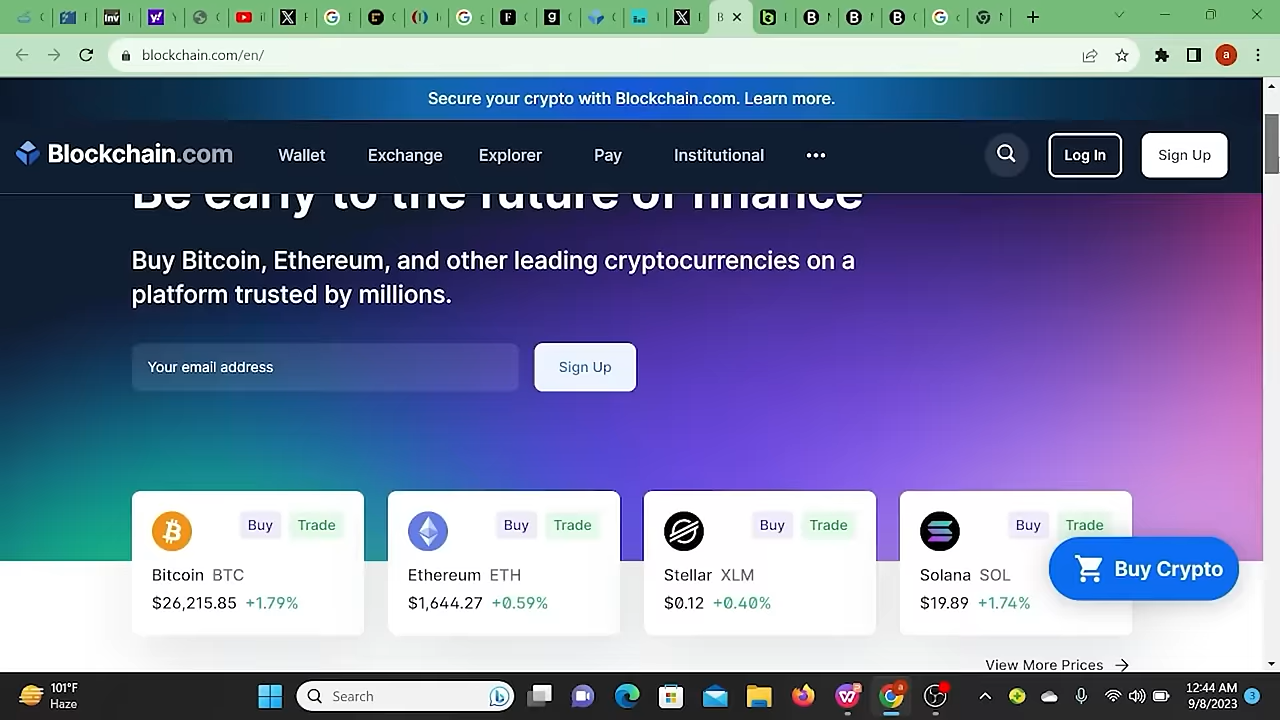 blockchain.com/en/
Secure your crypto with Blockchain.com. Learn more.
Blockchain.com
Wallet
Exchange
Explorer
Pay
Institutional
Log In
Sign Up
Be early to the future of finance
Buy Bitcoin, Ethereum, and other leading cryptocurrencies on a
platform trusted by millions.
Your email address
Sign Up
Buy Trade
Bitcoin BTC
$26,215.85 +1.79%
Buy Trade
Ethereum ETH
$1,644.27 +0.59%
Buy Trade
Stellar XLM
$0.12 +0.40%
Buy Trade
Solana SOL
$19.89 +1.74%
Buy Crypto
View More Prices
101°F
Haze
Search
12:44 AM
9/8/2023
3